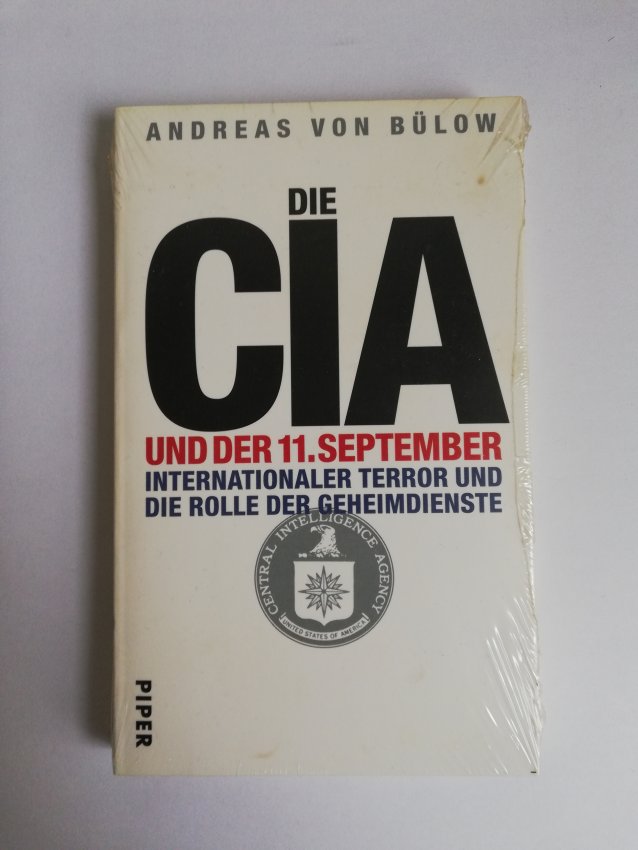 ANDREAS VON BÜLOW
DIE
CIA
UND DER 11. SEPTEMBER
INTERNATIONALER TERROR UND
DIE ROLLE DER GEHEIMDIENSTE
CENTRAL INTELLIGENCE AGENCY
UNITED STATES OF AMERICA
PIPER